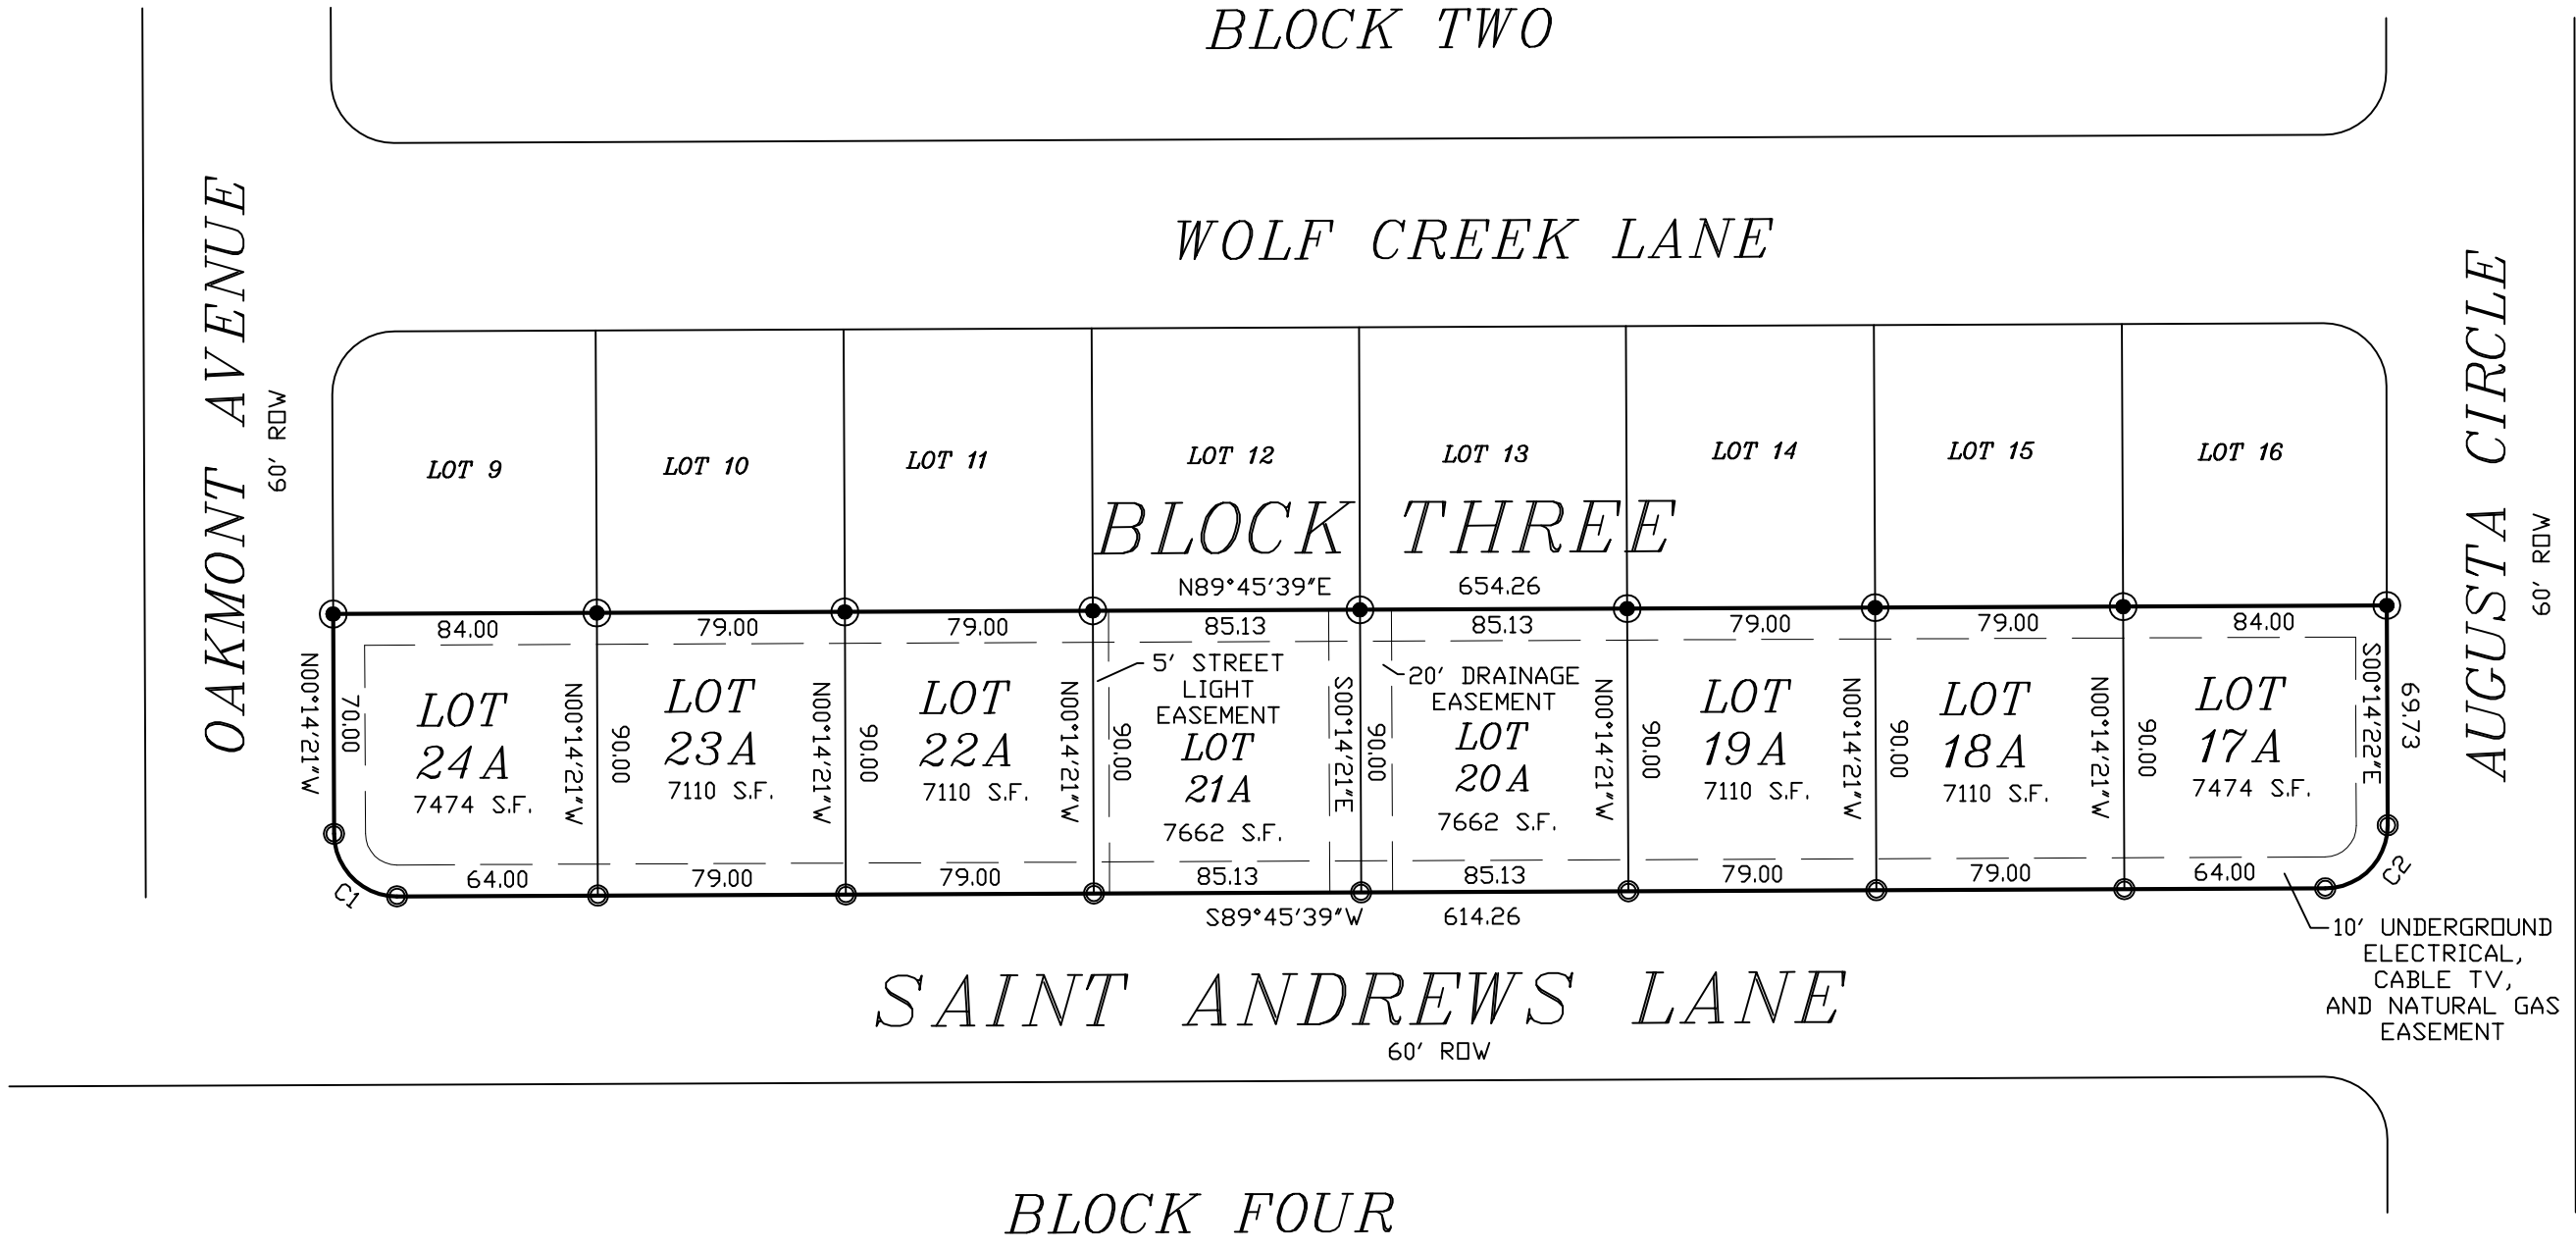 BLOCK TWO
WOLF CREEK LANE
OAKMONT AVENUE
60' ROW
AUGUSTA CIRCLE
60' ROW
LOT 9
LOT 10
LOT 11
LOT 12
LOT 13
LOT 14
LOT 15
LOT 16
BLOCK THREE
N89°45'39"E 654.26
84.00
79.00
79.00
85.13
85.13
79.00
79.00
84.00
N00°14'21"W
70.00
LOT
24A
7474 S.F.
N00°14'21"W
90.00
LOT
23A
7110 S.F.
N00°14'21"W
90.00
LOT
22A
7110 S.F.
N00°14'21"W
90.00
5' STREET
LIGHT
EASEMENT
LOT
21A
7662 S.F.
S00°14'21"E
90.00
20' DRAINAGE
EASEMENT
LOT
20A
7662 S.F.
N00°14'21"W
90.00
LOT
19A
7110 S.F.
N00°14'21"W
90.00
LOT
18A
7110 S.F.
N00°14'21"W
90.00
LOT
17A
7474 S.F.
S00°14'22"E
69.73
C1
64.00
79.00
79.00
85.13
85.13
79.00
79.00
64.00
C2
S89°45'39"W 614.26
10' UNDERGROUND
ELECTRICAL,
CABLE TV,
AND NATURAL GAS
EASEMENT
SAINT ANDREWS LANE
60' ROW
BLOCK FOUR